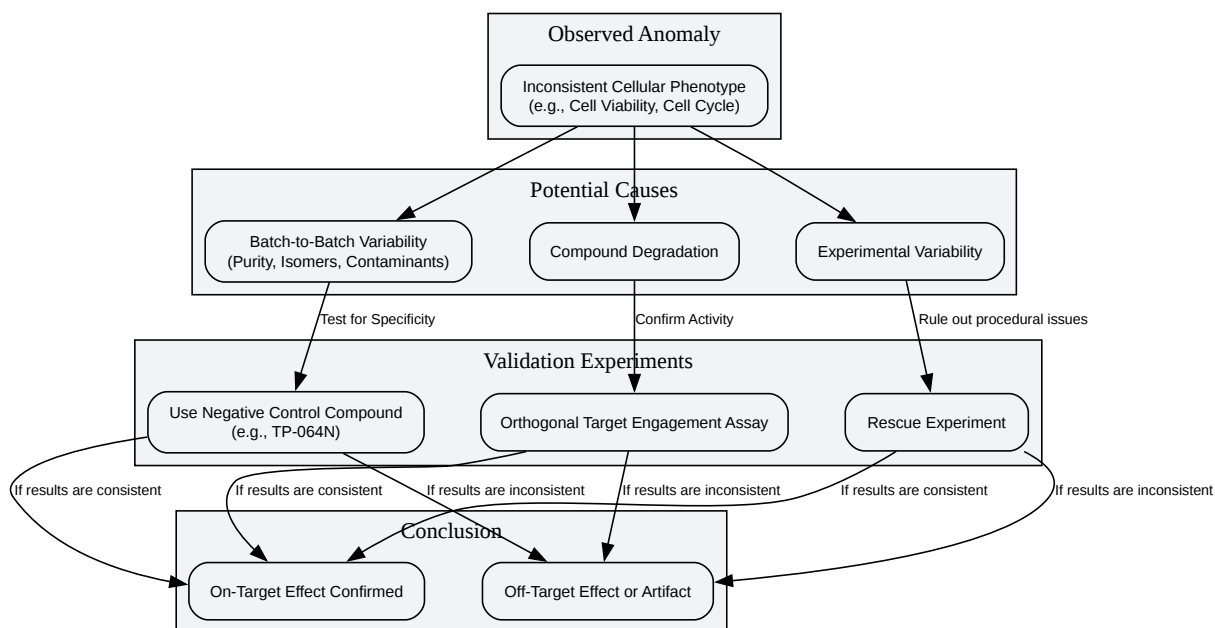 Observed Anomaly
Inconsistent Cellular Phenotype
(e.g., Cell Viability, Cell Cycle)
Potential Causes
Batch-to-Batch Variability
(Purity, Isomers, Contaminants)
Compound Degradation
Experimental Variability
Test for Specificity
Confirm Activity
Rule out procedural issues
Validation Experiments
Use Negative Control Compound
(e.g., TP-064N)
Orthogonal Target Engagement Assay
Rescue Experiment
If results are consistent
If results are consistent
If results are inconsistent
If results are inconsistent
If results are consistent
If results are inconsistent
Conclusion
On-Target Effect Confirmed
Off-Target Effect or Artifact